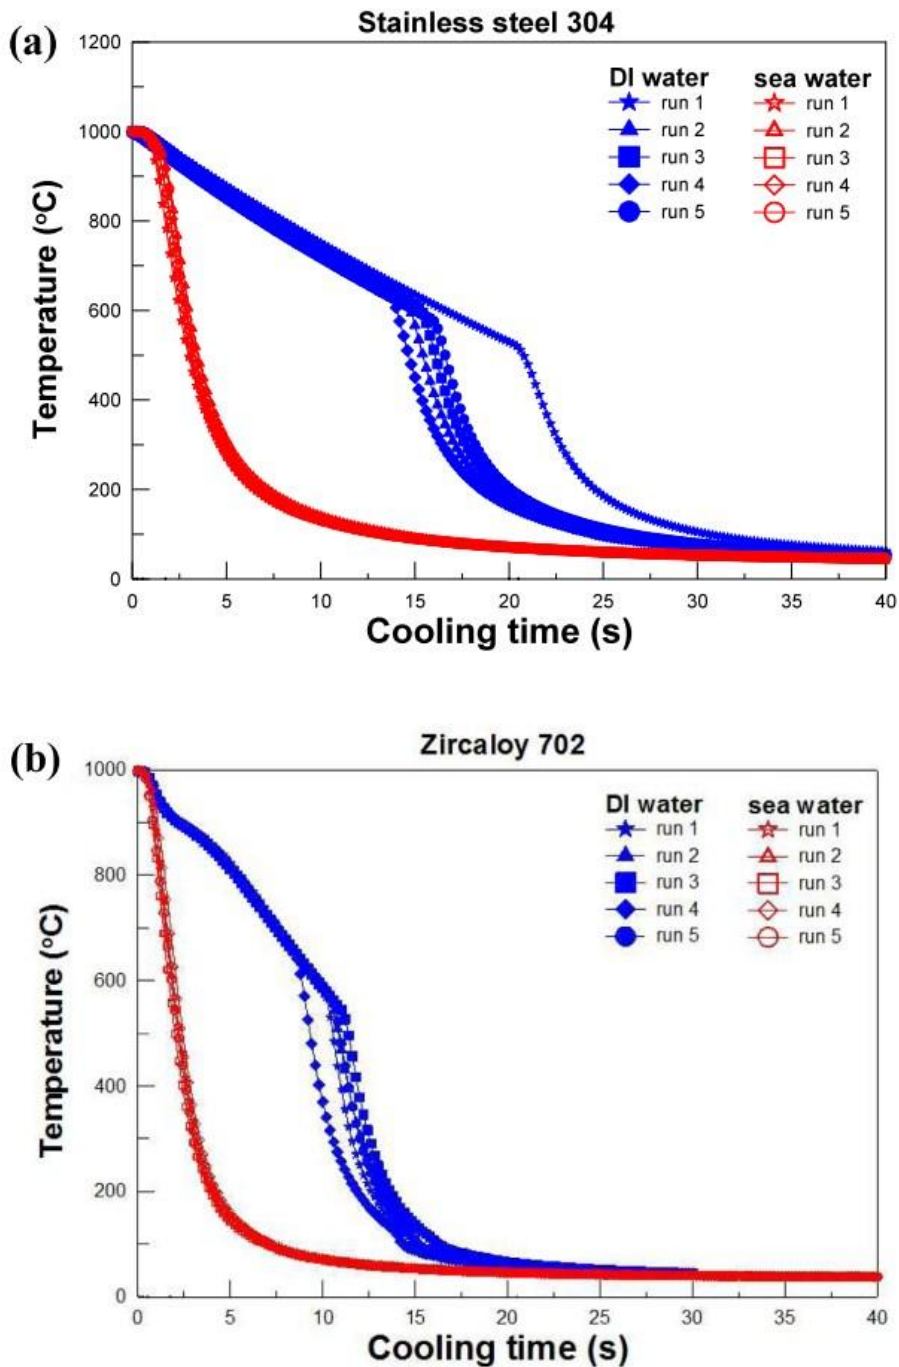 (a)
Stainless steel 304
1200
1000
800
600
400
200
0
Temperature (oC)
DI water
run 1
run 2
run 3
run 4
run 5
sea water
run 1
run 2
run 3
run 4
run 5
0 5 10 15 20 25 30 35 40
Cooling time (s)
(b)
Zircaloy 702
1000
800
600
400
200
0
Temperature (oC)
DI water
run 1
run 2
run 3
run 4
run 5
sea water
run 1
run 2
run 3
run 4
run 5
0 5 10 15 20 25 30 35 40
Cooling time (s)